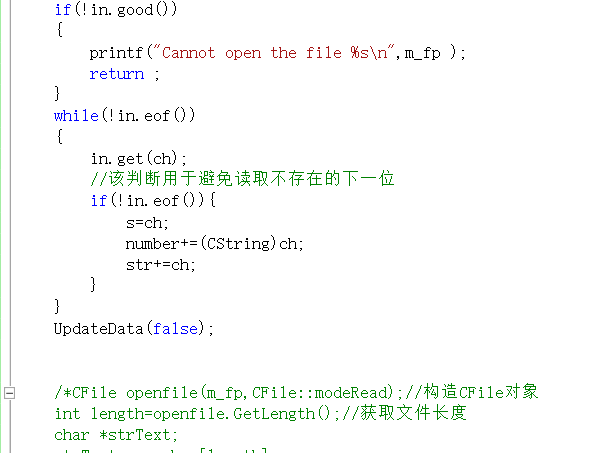 if(!in.good())
{
printf("Cannot open the file %s\n",m_fp );
return ;
}
while(!in.eof())
{
in.get(ch);
//该判断用于避免读取不存在的下一位
if(!in.eof()){
s=ch;
number+=(CString)ch;
str+=ch;
}
}
UpdateData(false);
/*CFile openfile(m_fp,CFile::modeRead);//构造CFile对象
int length=openfile.GetLength();//获取文件长度
char *strText;